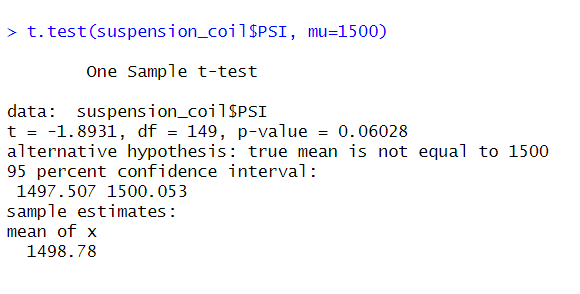 > t.test(suspension_coil$PSI, mu=1500)
One Sample t-test
data:  suspension_coil$PSI
t = -1.8931, df = 149, p-value = 0.06028
alternative hypothesis: true mean is not equal to 1500
95 percent confidence interval:
1497.507 1500.053
sample estimates:
mean of x
1498.78